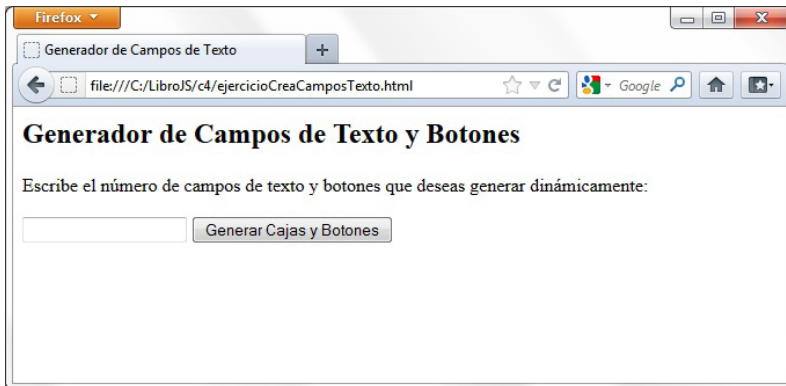 Firefox
Generador de Campos de Texto
file:///C:/LibroJS/c4/ejercicioCreaCamposTexto.html
Google
Generador de Campos de Texto y Botones
Escribe el número de campos de texto y botones que deseas generar dinámicamente:
Generar Cajas y Botones